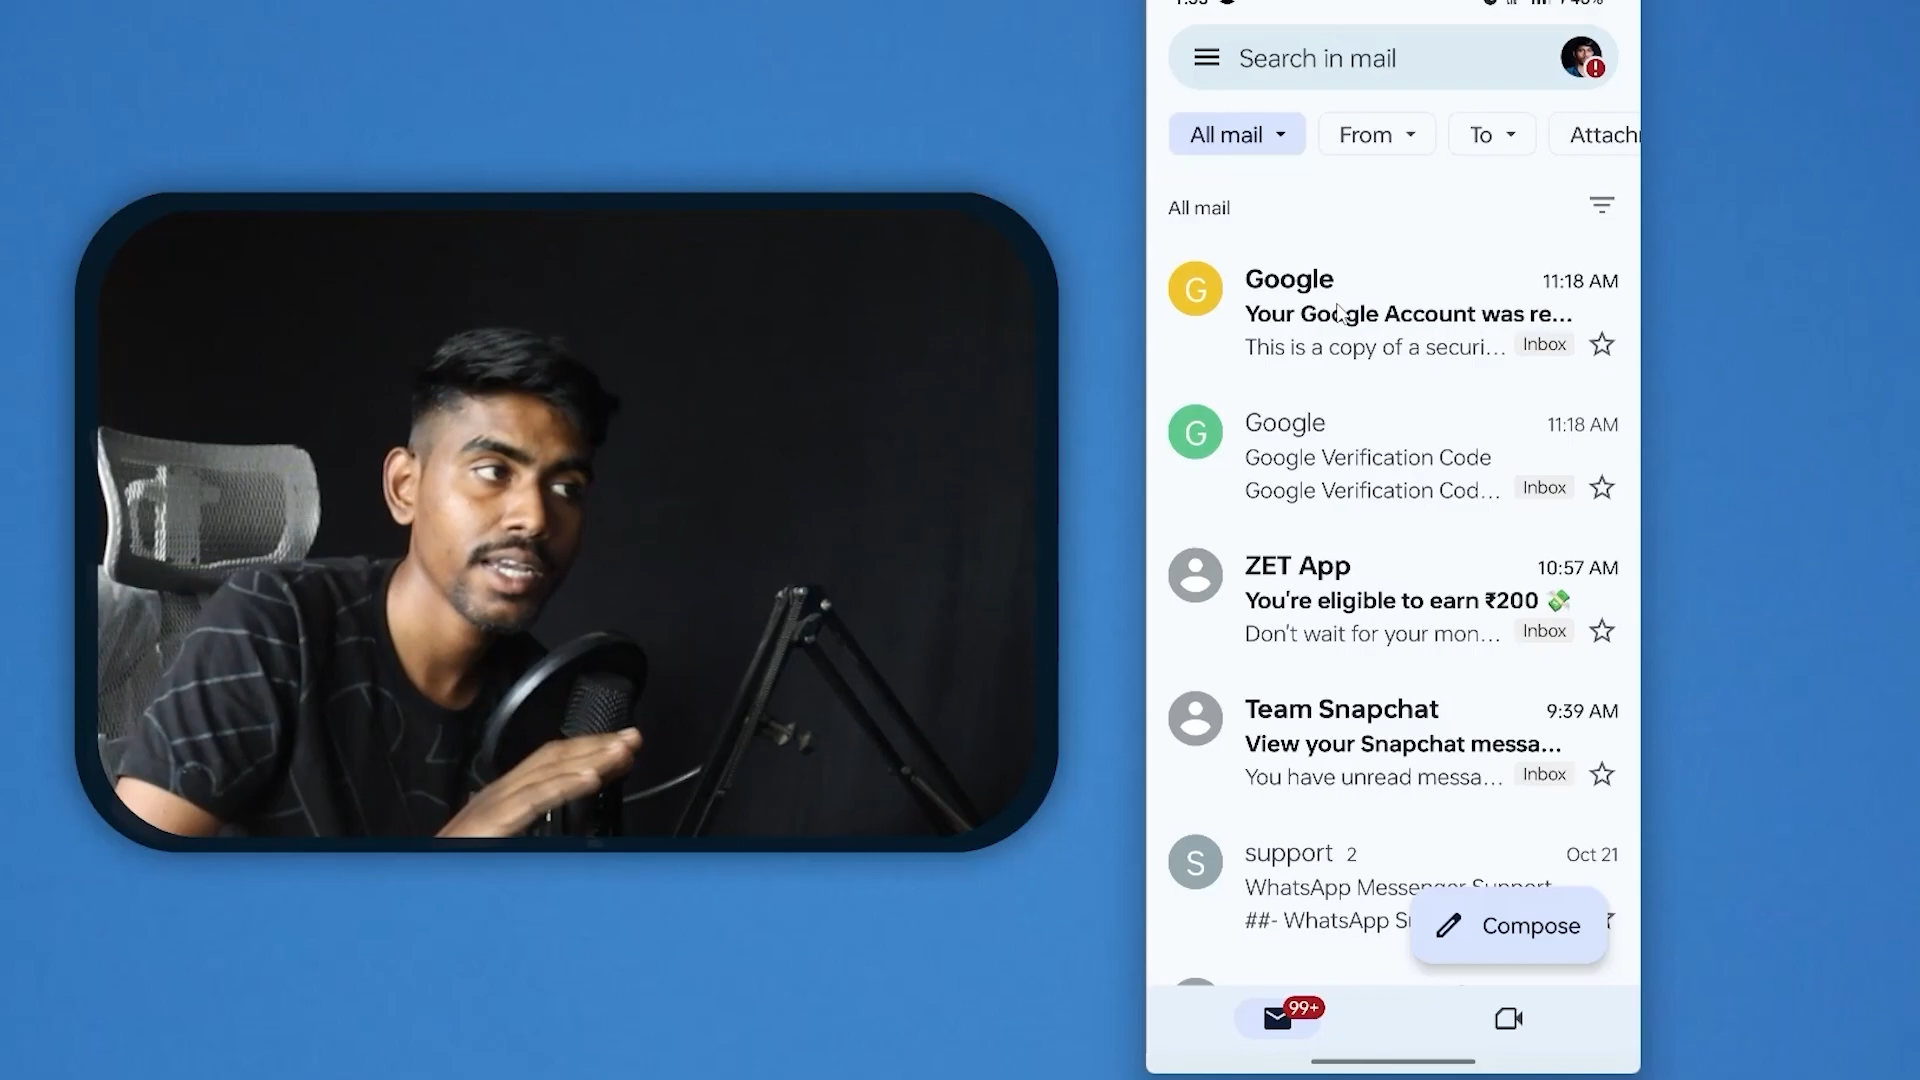 Search in mail
All mail
From
To
Attach
All mail
G
Google
11:18 AM
Your Google Account was re...
This is a copy of a securi...
Inbox
G
Google
11:18 AM
Google Verification Code
Google Verification Cod...
Inbox
ZET App
10:57 AM
You're eligible to earn ₹200 💸
Don't wait for your mon...
Inbox
Team Snapchat
9:39 AM
View your Snapchat messa...
You have unread messa...
Inbox
S
support 2
Oct 21
WhatsApp Messenger Support
##- WhatsApp S
Compose
99+